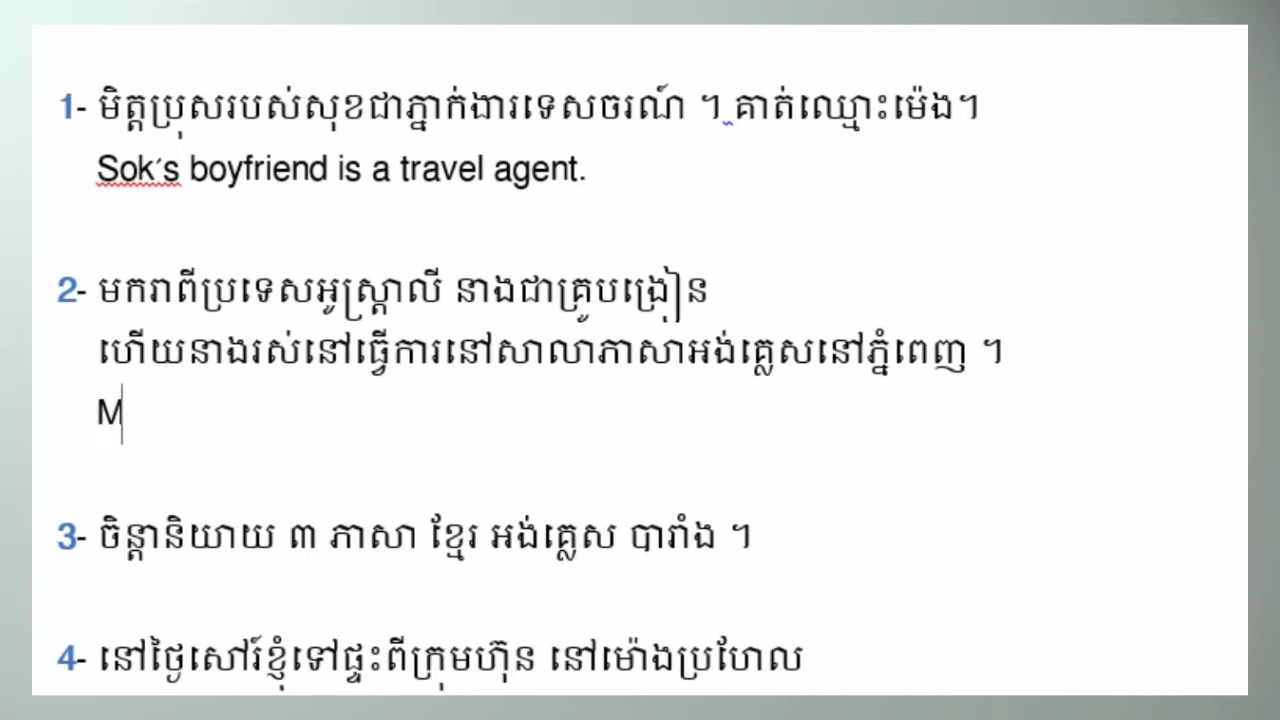 1- មិត្តប្រុសរបស់សុខជាភ្នាក់ងារទេសចរណ៍ ។ គាត់ឈ្មោះម៉េង។
Sok´s boyfriend is a travel agent.
2- មករាពីប្រទេសអូស្ត្រាលី នាងជាគ្រូបង្រៀន
ហើយនាងរស់នៅធ្វើការនៅសាលាភាសាអង់គ្លេសនៅភ្នំពេញ ។
M
3- ចិន្តានិយាយ ៣ ភាសា ខ្មែរ អង់គ្លេស បារាំង ។
4- នៅថ្ងៃសៅរ៍ខ្ញុំទៅផ្ទះពីក្រុមហ៊ុន នៅម៉ោងប្រហែល